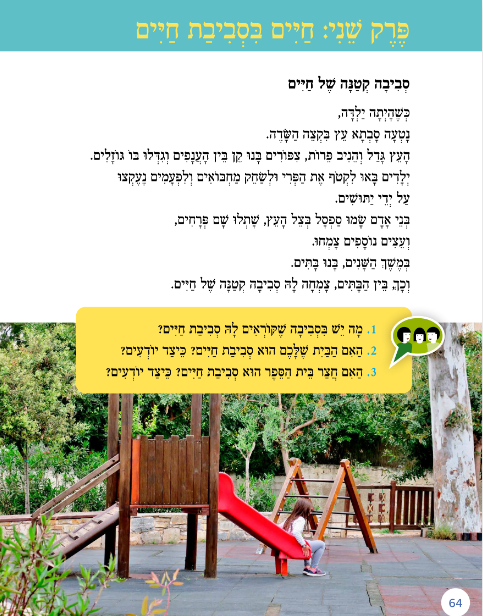 פֶּרֶק שֵׁנִי: חַיִּים בִּסְבִיבַת חַיִּים
סְבִיבָה קְטַנָּה שֶׁל חַיִּים
כְּשֶׁהָיְתָה יַלְדָּה,
נָטְעָה סָבְתָא עֵץ בִּקְצֵה הַשָּׂדֶה.
הָעֵץ גָּדַל וְהֵנִיב פֵּרוֹת, צִפּוֹרִים בָּנוּ קֵן בֵּין הָעֲנָפִים וְגִדְּלוּ בּוֹ גּוֹזָלִים.
יְלָדִים בָּאוּ לִקְטֹף אֶת הַפְּרִי וּלְשַׂחֵק מַחְבּוֹאִים וְלִפְעָמִים נֶעֶקְצוּ
עַל יְדֵי יַתּוּשִׁים.
בְּנֵי אָדָם שָׂמוּ סַפְסָל בְּצֵל הָעֵץ, שָׁתְלוּ שָׁם פְּרָחִים,
וְעֵצִים נוֹסָפִים צָמְחוּ.
בְּמֶשֶׁךְ הַשָּׁנִים, בָּנוּ בָּתִּים.
וְכָךְ, בֵּין הַבָּתִּים, צָמְחָה לָהּ סְבִיבָה קְטַנָּה שֶׁל חַיִּים.
1. מָה יֵשׁ בִּסְבִיבָה שֶׁקּוֹרְאִים לָהּ סְבִיבַת חַיִּים?
2. הַאִם הַבַּיִת שֶׁלָּכֶם הוּא סְבִיבַת חַיִּים? כֵּיצַד יוֹדְעִים?
3. הַאִם חֲצַר בֵּית הַסֵּפֶר הוּא סְבִיבַת חַיִּים? כֵּיצַד יוֹדְעִים?
64